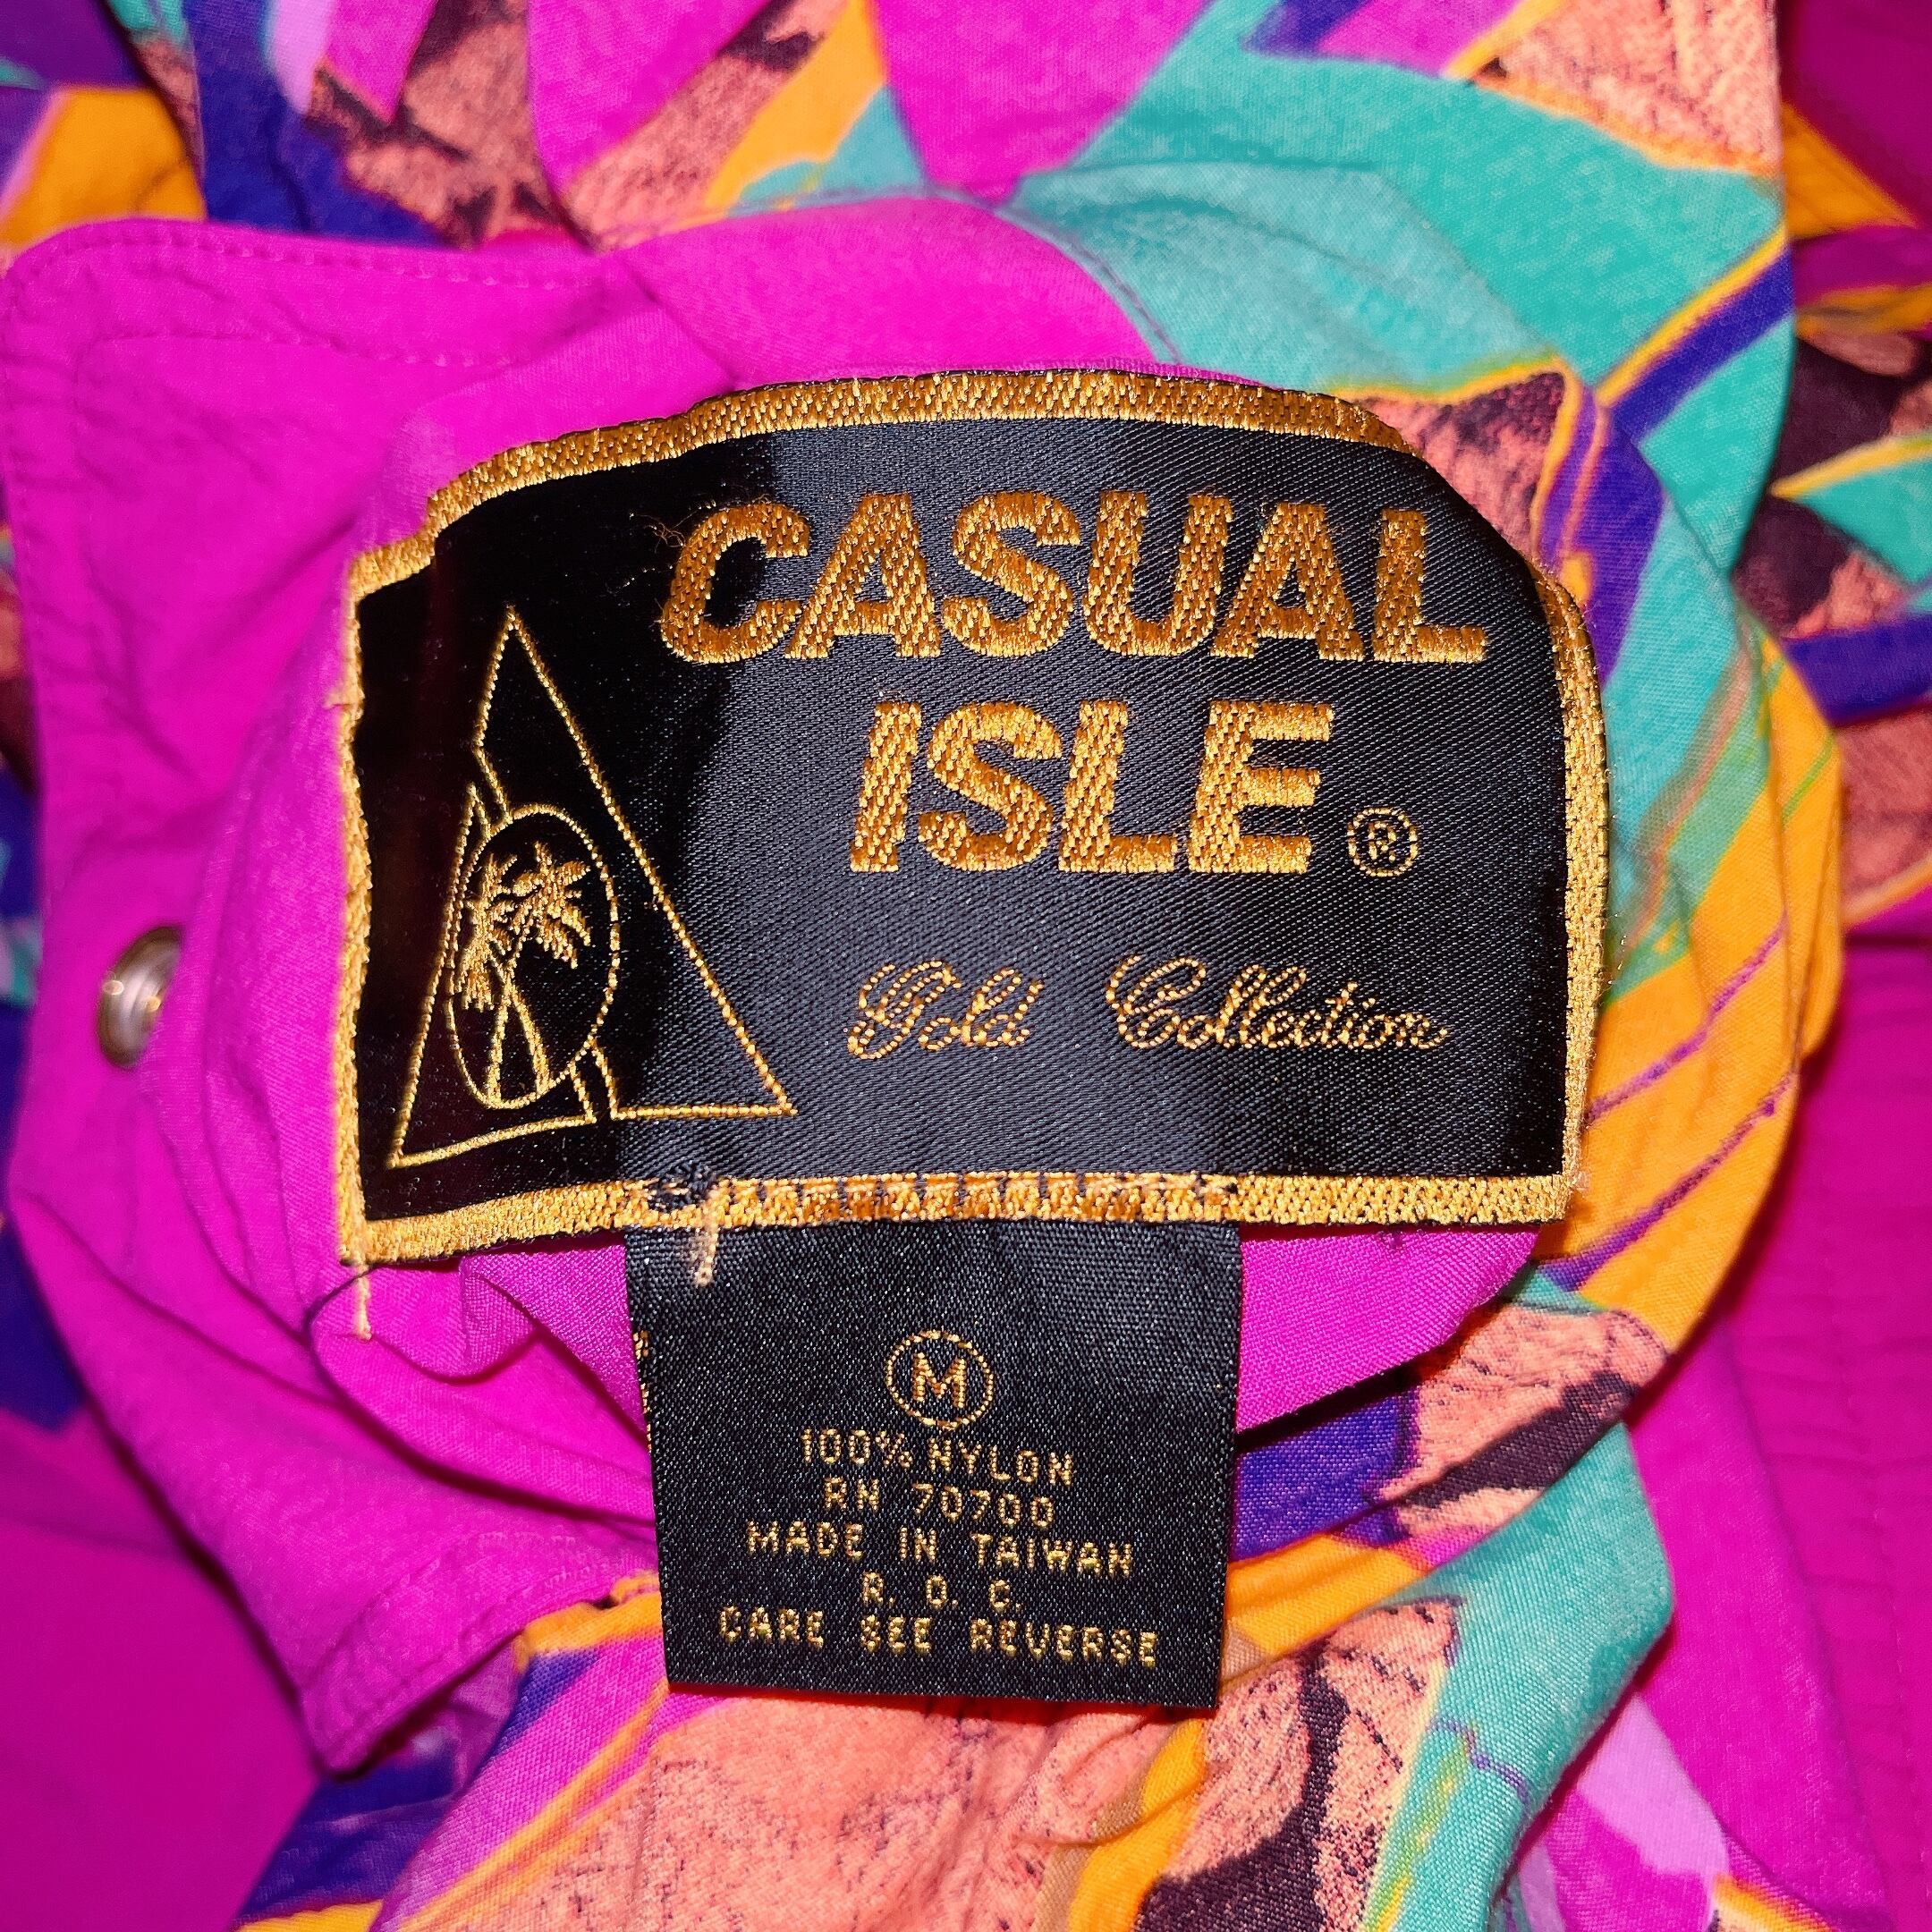 CASUAL
ISLE ®
Gold Collection
M
100% NYLON
RN 70700
MADE IN TAIWAN
R. O. C.
CARE SEE REVERSE